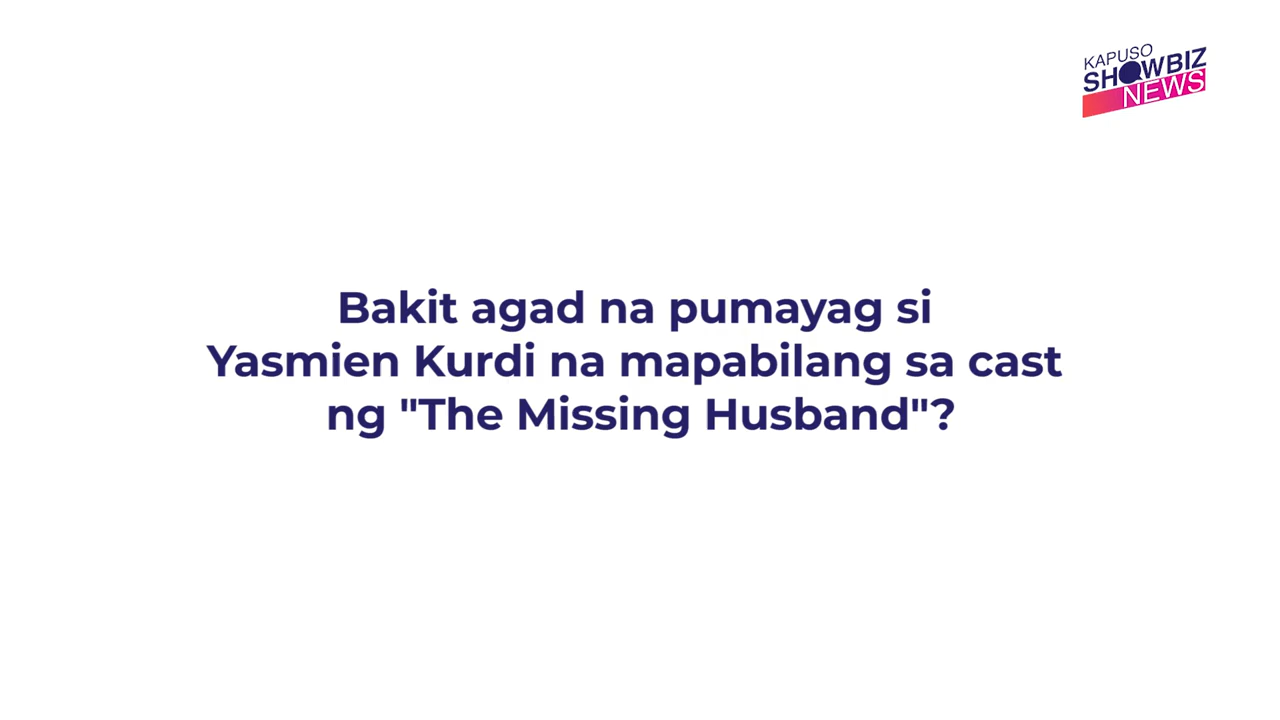 KAPUSO
SHOWBIZ
NEWS
Bakit agad na pumayag si
Yasmien Kurdi na mapabilang sa cast
ng "The Missing Husband"?